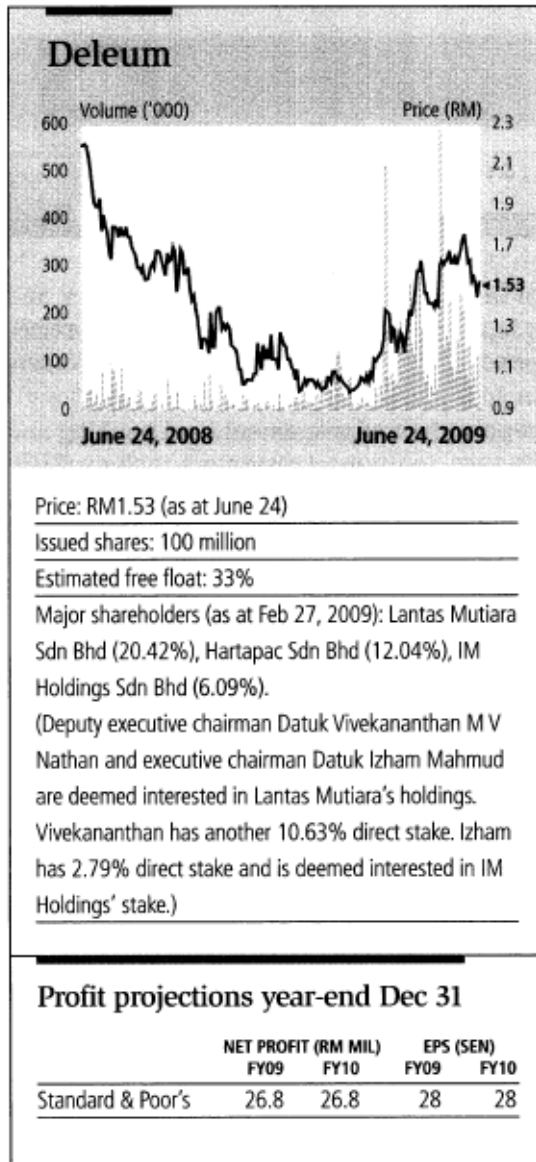 Deleum
Volume ('000) Price (RM)
600 2.3
500 2.1
400 1.9
300 1.7
1.53
200 1.3
100 1.1
0 0.9
June 24, 2008 June 24, 2009
Price: RM1.53 (as at June 24)
Issued shares: 100 million
Estimated free float: 33%
Major shareholders (as at Feb 27, 2009): Lantas Mutiara
Sdn Bhd (20.42%), Hartapac Sdn Bhd (12.04%), IM
Holdings Sdn Bhd (6.09%).
(Deputy executive chairman Datuk Vivekananthan M V
Nathan and executive chairman Datuk Izham Mahmud
are deemed interested in Lantas Mutiara's holdings.
Vivekananthan has another 10.63% direct stake. Izham
has 2.79% direct stake and is deemed interested in IM
Holdings' stake.)
Profit projections year-end Dec 31
NET PROFIT (RM MIL) EPS (SEN)
FY09 FY10 FY09 FY10
Standard & Poor's 26.8 26.8 28 28